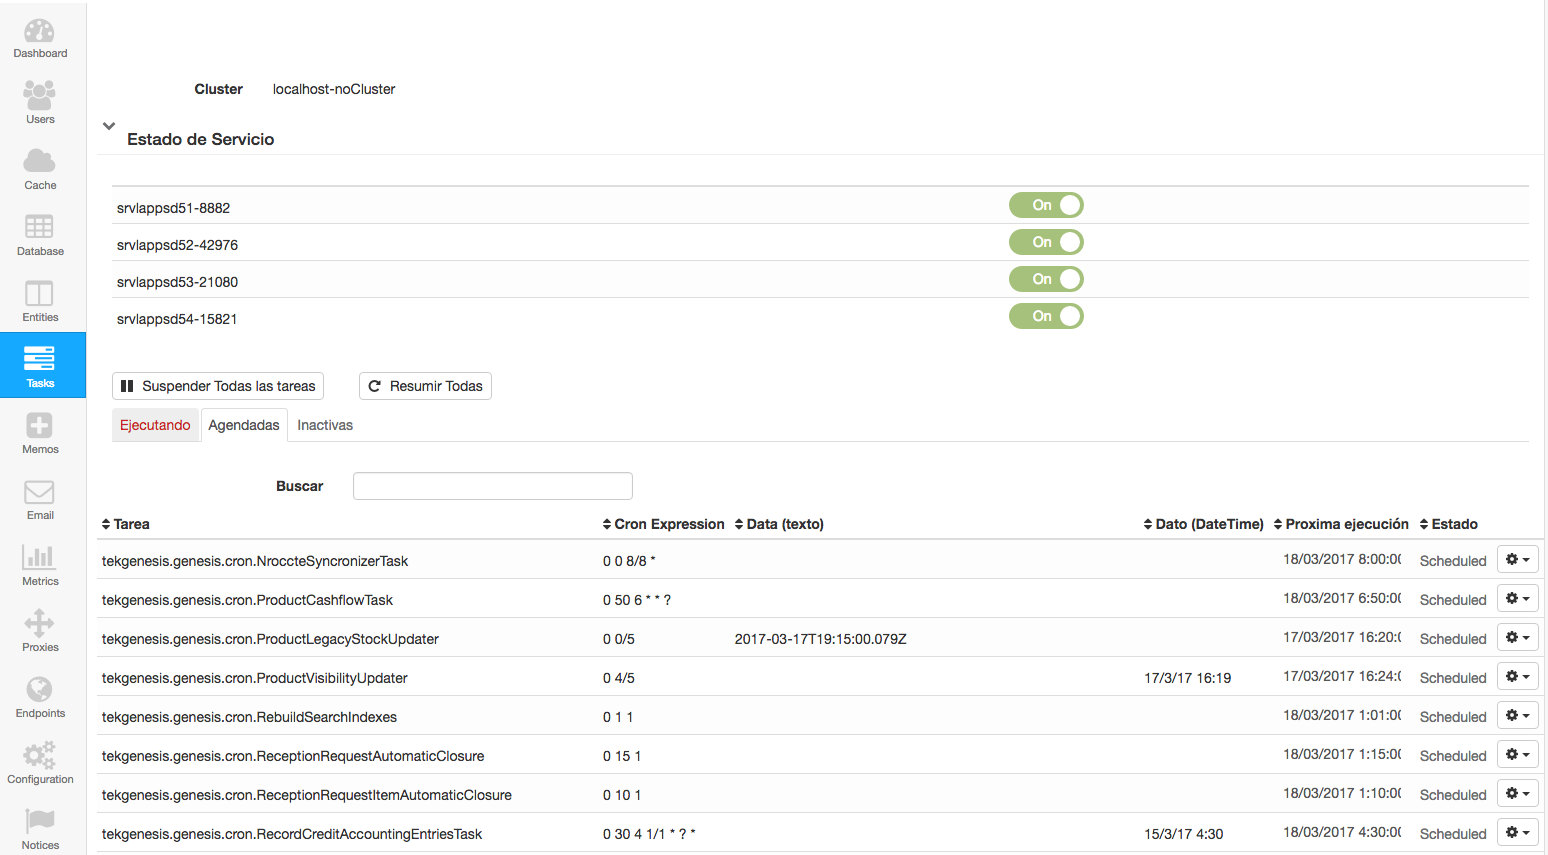 Dashboard
Users
Cache
Database
Entities
Tasks
Memos
Email
Metrics
Proxies
Endpoints
Configuration
Notices
Cluster localhost-noCluster
Estado de Servicio
srvlappsd51-8882 On
srvlappsd52-42976 On
srvlappsd53-21080 On
srvlappsd54-15821 On
Suspender Todas las tareas Resumir Todas
Ejecutando Agendadas Inactivas
Buscar
Tarea Cron Expression Data (texto) Dato (DateTime) Proxima ejecución Estado
tekgenesis.genesis.cron.NroccteSyncronizerTask 0 0 8/8 * 18/03/2017 8:00:00 Scheduled
tekgenesis.genesis.cron.ProductCashflowTask 0 50 6 * * ? 18/03/2017 6:50:00 Scheduled
tekgenesis.genesis.cron.ProductLegacyStockUpdater 0 0/5 2017-03-17T19:15:00.079Z 17/03/2017 16:20:0 Scheduled
tekgenesis.genesis.cron.ProductVisibilityUpdater 0 4/5 17/3/17 16:19 17/03/2017 16:24:0 Scheduled
tekgenesis.genesis.cron.RebuildSearchIndexes 0 1 1 18/03/2017 1:01:00 Scheduled
tekgenesis.genesis.cron.ReceptionRequestAutomaticClosure 0 15 1 18/03/2017 1:15:00 Scheduled
tekgenesis.genesis.cron.ReceptionRequestItemAutomaticClosure 0 10 1 18/03/2017 1:10:00 Scheduled
tekgenesis.genesis.cron.RecordCreditAccountingEntriesTask 0 30 4 1/1 * ? * 15/3/17 4:30 18/03/2017 4:30:00 Scheduled